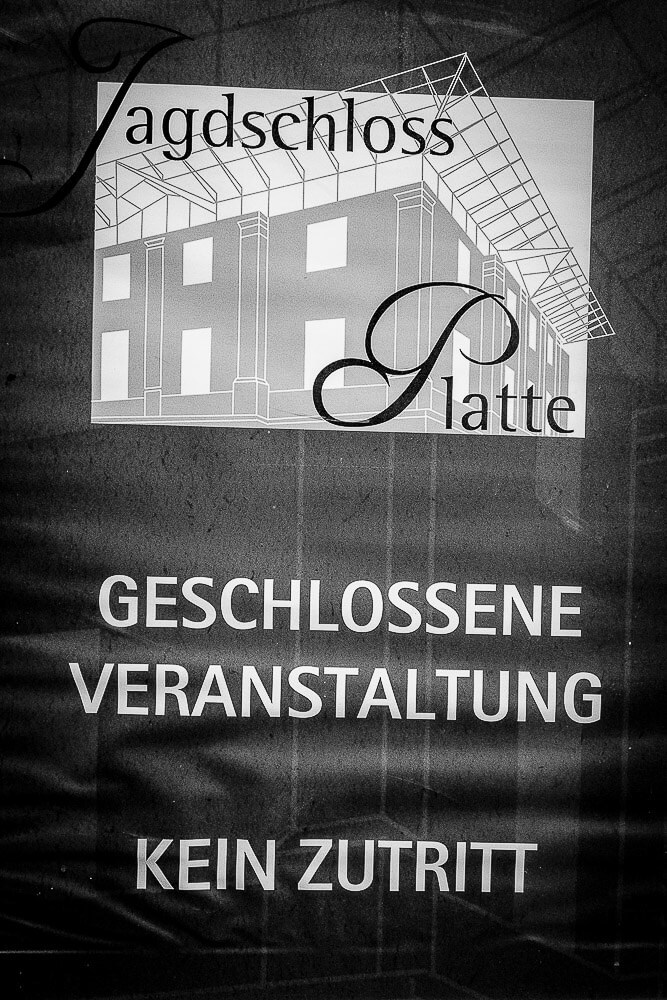 Jagdschloss
Platte
GESCHLOSSENE
VERANSTALTUNG
KEIN ZUTRITT